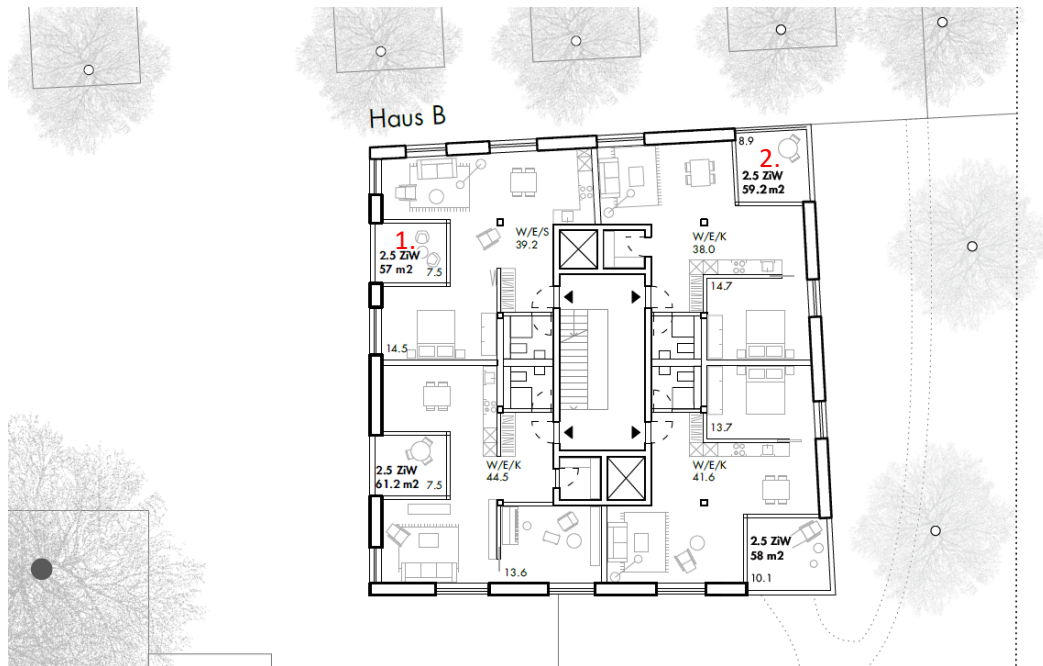 Haus B
8.9
2.
2.5 ZiW
59.2 m2
1.
2.5 ZiW
57 m2
7.5
W/E/S
39.2
W/E/K
38.0
14.7
14.5
13.7
2.5 ZiW
61.2 m2
7.5
W/E/K
44.5
W/E/K
41.6
13.6
2.5 ZiW
58 m2
10.1